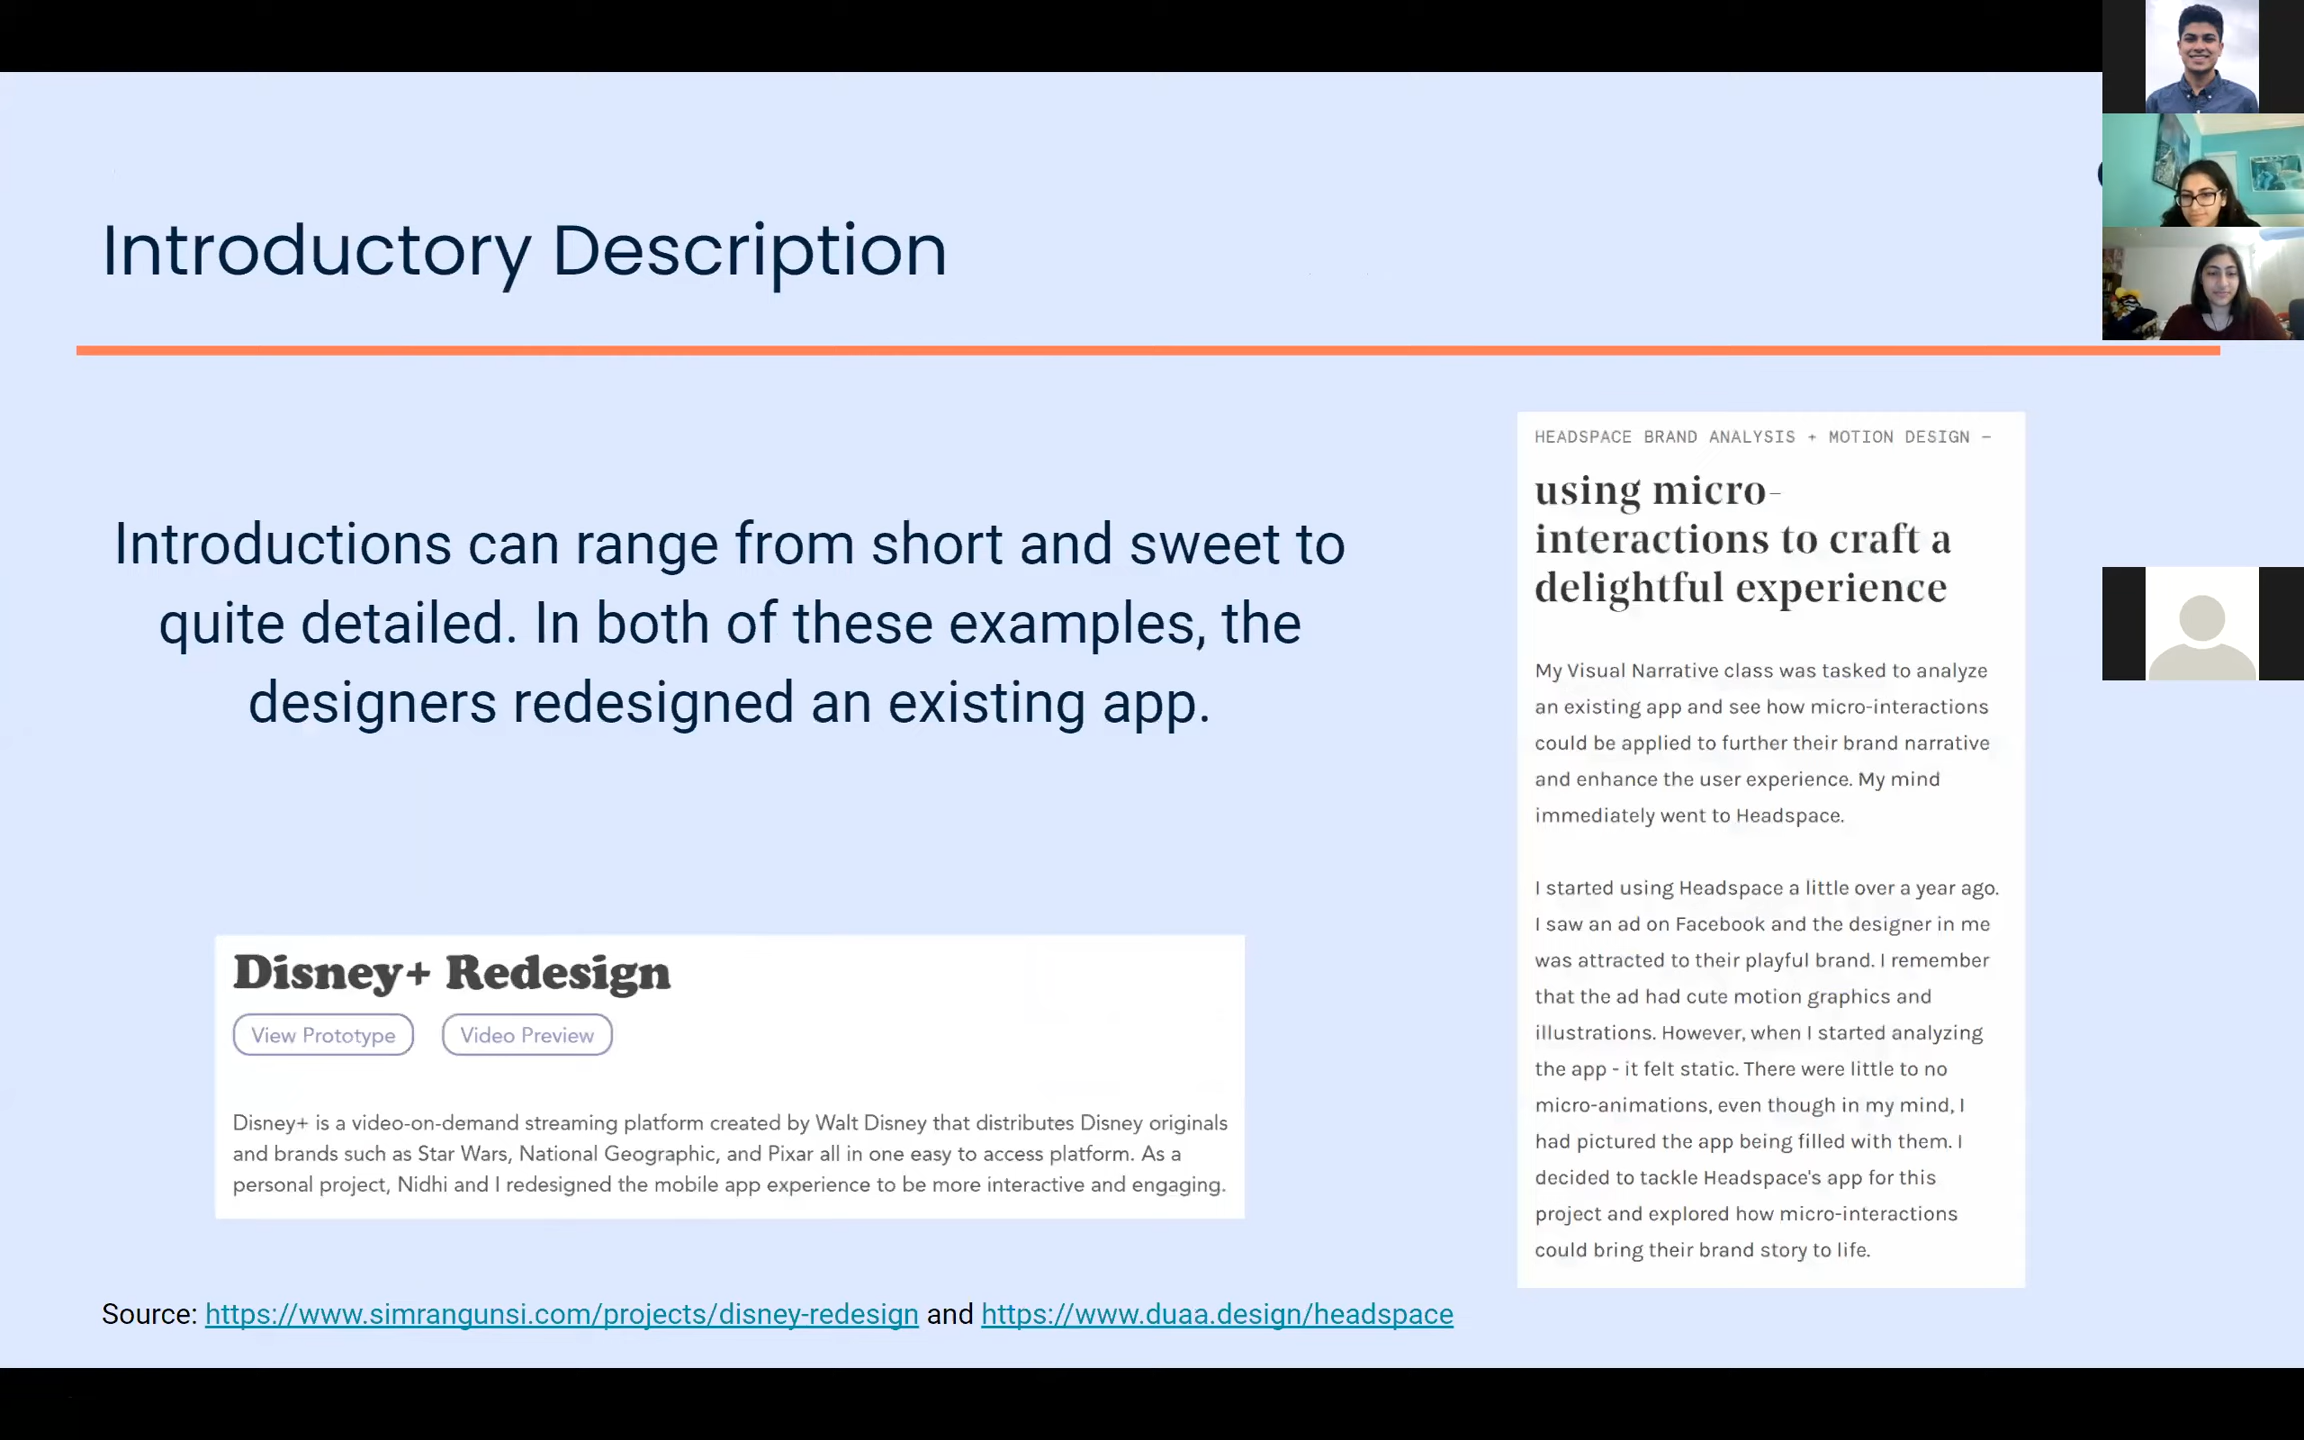 Introductory Description
Introductions can range from short and sweet to
quite detailed. In both of these examples, the
designers redesigned an existing app.
Disney+ Redesign
View Prototype
Video Preview
Disney+ is a video-on-demand streaming platform created by Walt Disney that distributes Disney originals
and brands such as Star Wars, National Geographic, and Pixar all in one easy to access platform. As a
personal project, Nidhi and I redesigned the mobile app experience to be more interactive and engaging.
HEADSPACE BRAND ANALYSIS + MOTION DESIGN –
using micro-
interactions to craft a
delightful experience
My Visual Narrative class was tasked to analyze
an existing app and see how micro-interactions
could be applied to further their brand narrative
and enhance the user experience. My mind
immediately went to Headspace.
I started using Headspace a little over a year ago.
I saw an ad on Facebook and the designer in me
was attracted to their playful brand. I remember
that the ad had cute motion graphics and
illustrations. However, when I started analyzing
the app - it felt static. There were little to no
micro-animations, even though in my mind, I
had pictured the app being filled with them. I
decided to tackle Headspace's app for this
project and explored how micro-interactions
could bring their brand story to life.
Source: https://www.simrangunsi.com/projects/disney-redesign and https://www.duaa.design/headspace